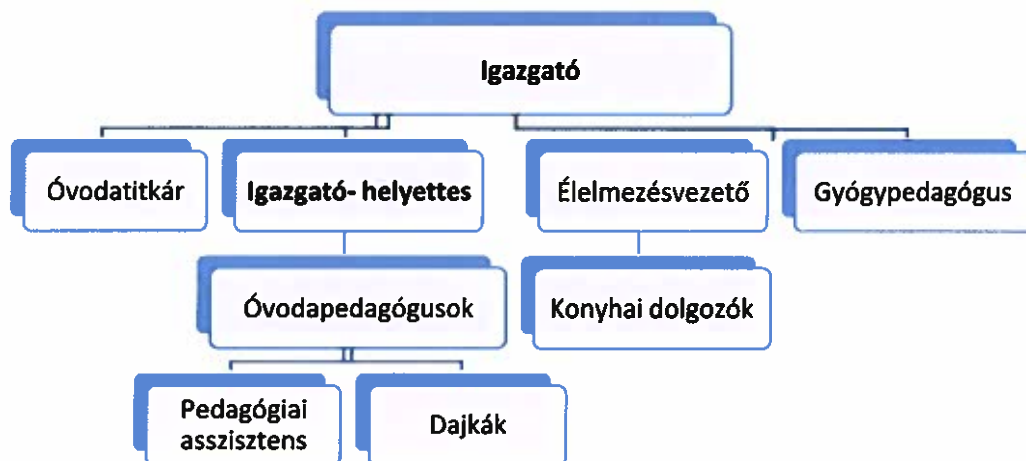 Igazgató
Óvodatitkár
Igazgató- helyettes
Élelmezésvezető
Gyógypedagógus
Óvodapedagógusok
Konyhai dolgozók
Pedagógiai
asszisztens
Dajkák